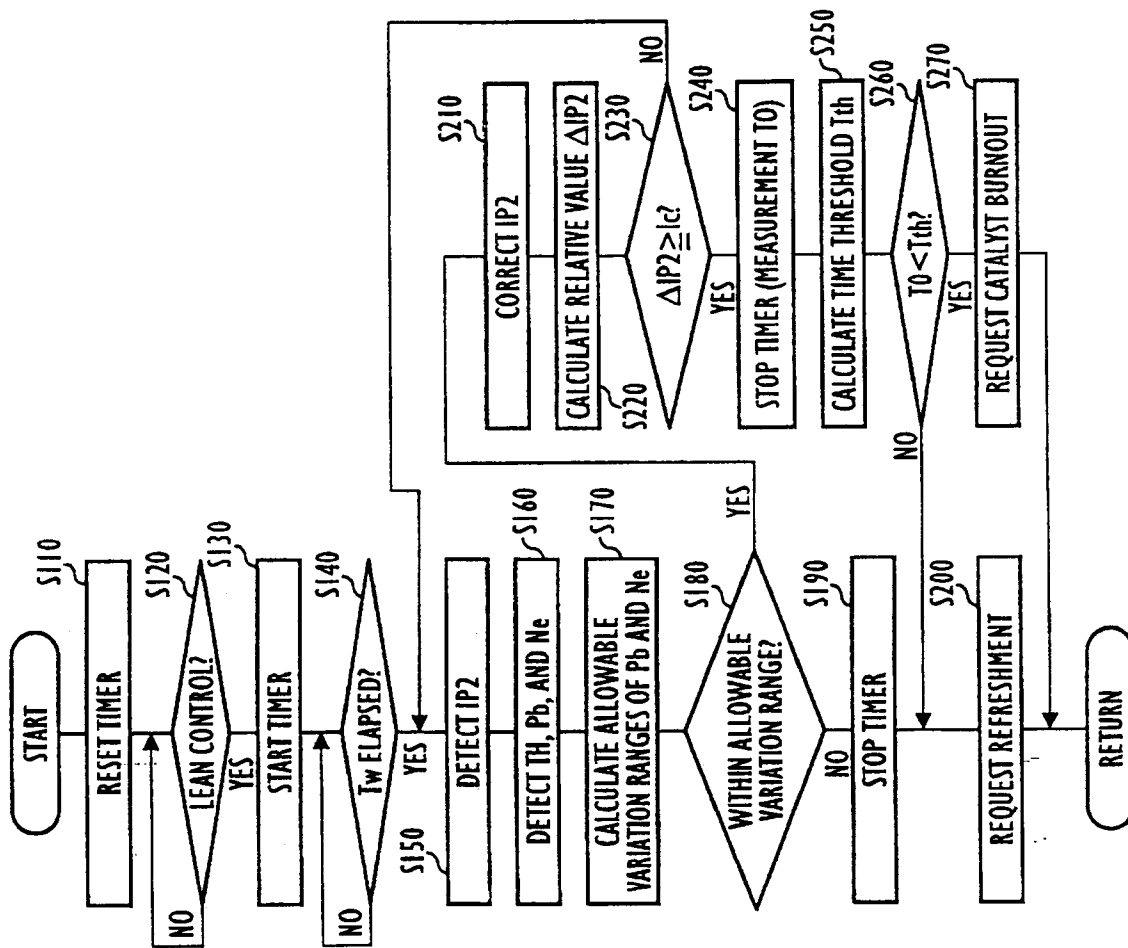 START
S110
RESET TIMER
S120
LEAN CONTROL?
NO
YES
S130
START TIMER
S140
Tw ELAPSED?
NO
YES
S150
DETECT IP2
S160
DETECT TH, Pb, AND Ne
S170
CALCULATE ALLOWABLE
VARIATION RANGES OF Pb AND Ne
S180
WITHIN ALLOWABLE
VARIATION RANGE?
YES
NO
S190
STOP TIMER
S200
REQUEST REFRESHMENT
RETURN
S210
CORRECT IP2
CALCULATE RELATIVE VALUE ΔIP2
S220
S230
ΔIP2≧Ic?
NO
YES
S240
STOP TIMER (MEASUREMENT T0)
S250
CALCULATE TIME THRESHOLD Tth
S260
T0<Tth?
NO
YES
S270
REQUEST CATALYST BURNOUT